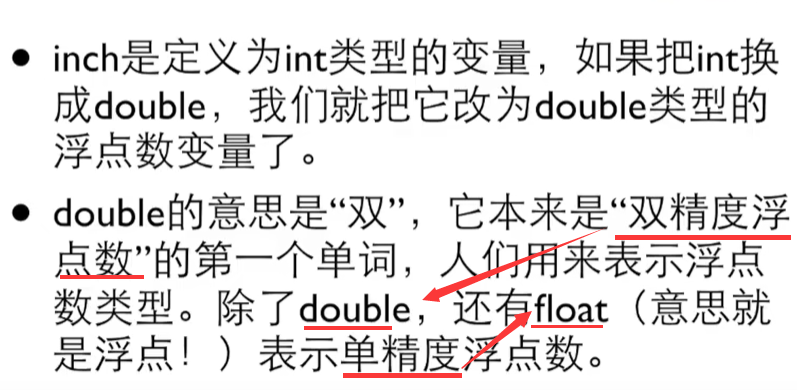 • inch是定义为int类型的变量，如果把int换
成double，我们就把它改为double类型的
浮点数变量了。
• double的意思是“双”，它本来是“双精度浮
点数”的第一个单词，人们用来表示浮点
数类型。除了double，还有float（意思就
是浮点！）表示单精度浮点数。